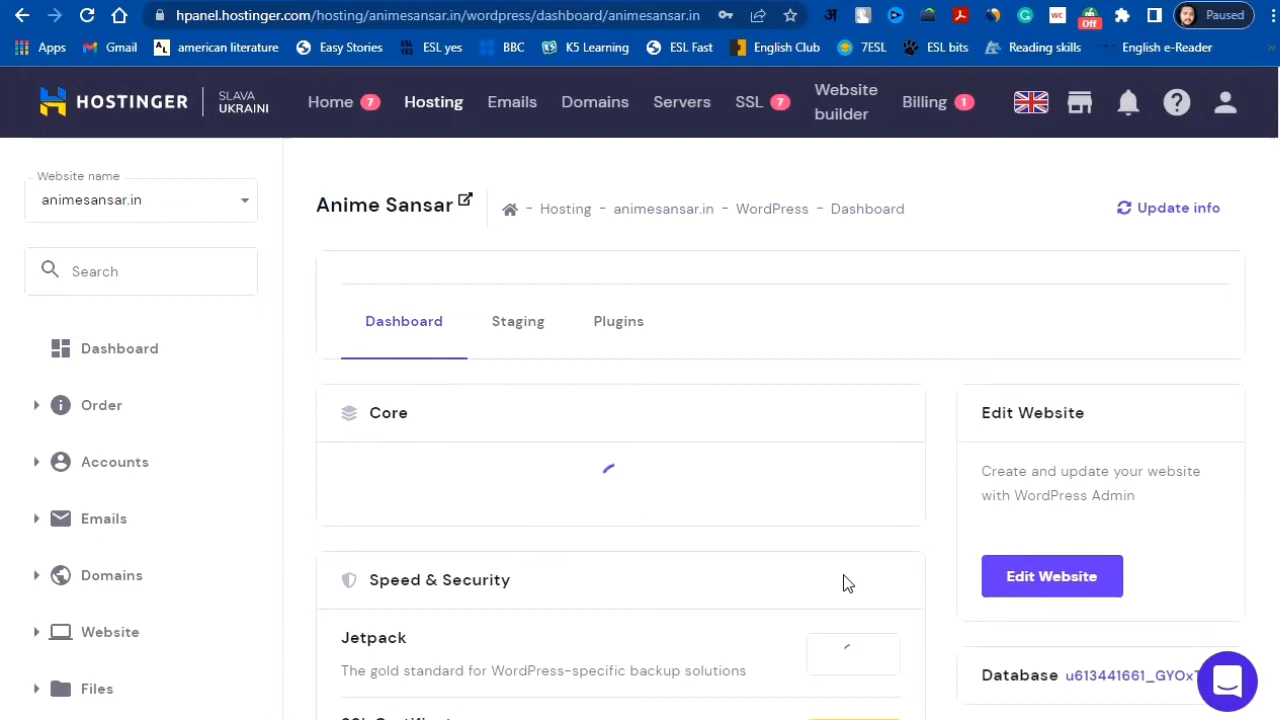 hpanel.hostinger.com/hosting/animesansar.in/wordpress/dashboard/animesansar.in
अ
WC
Off
Paused
Apps
Gmail
american literature
Easy Stories
ESL yes
BBC
K5 Learning
ESL Fast
English Club
7ESL
ESL bits
Reading skills
English e-Reader
HOSTINGER
SLAVA
UKRAINI
Home 7
Hosting
Emails
Domains
Servers
SSL 7
Website
builder
Billing 1
Website name
animesansar.in
Search
Dashboard
Order
Accounts
Emails
Domains
Website
Files
Anime Sansar
- Hosting - animesansar.in - WordPress - Dashboard
Update info
Dashboard
Staging
Plugins
Core
Speed & Security
Jetpack
The gold standard for WordPress-specific backup solutions
Edit Website
Create and update your website
with WordPress Admin
Edit Website
Database